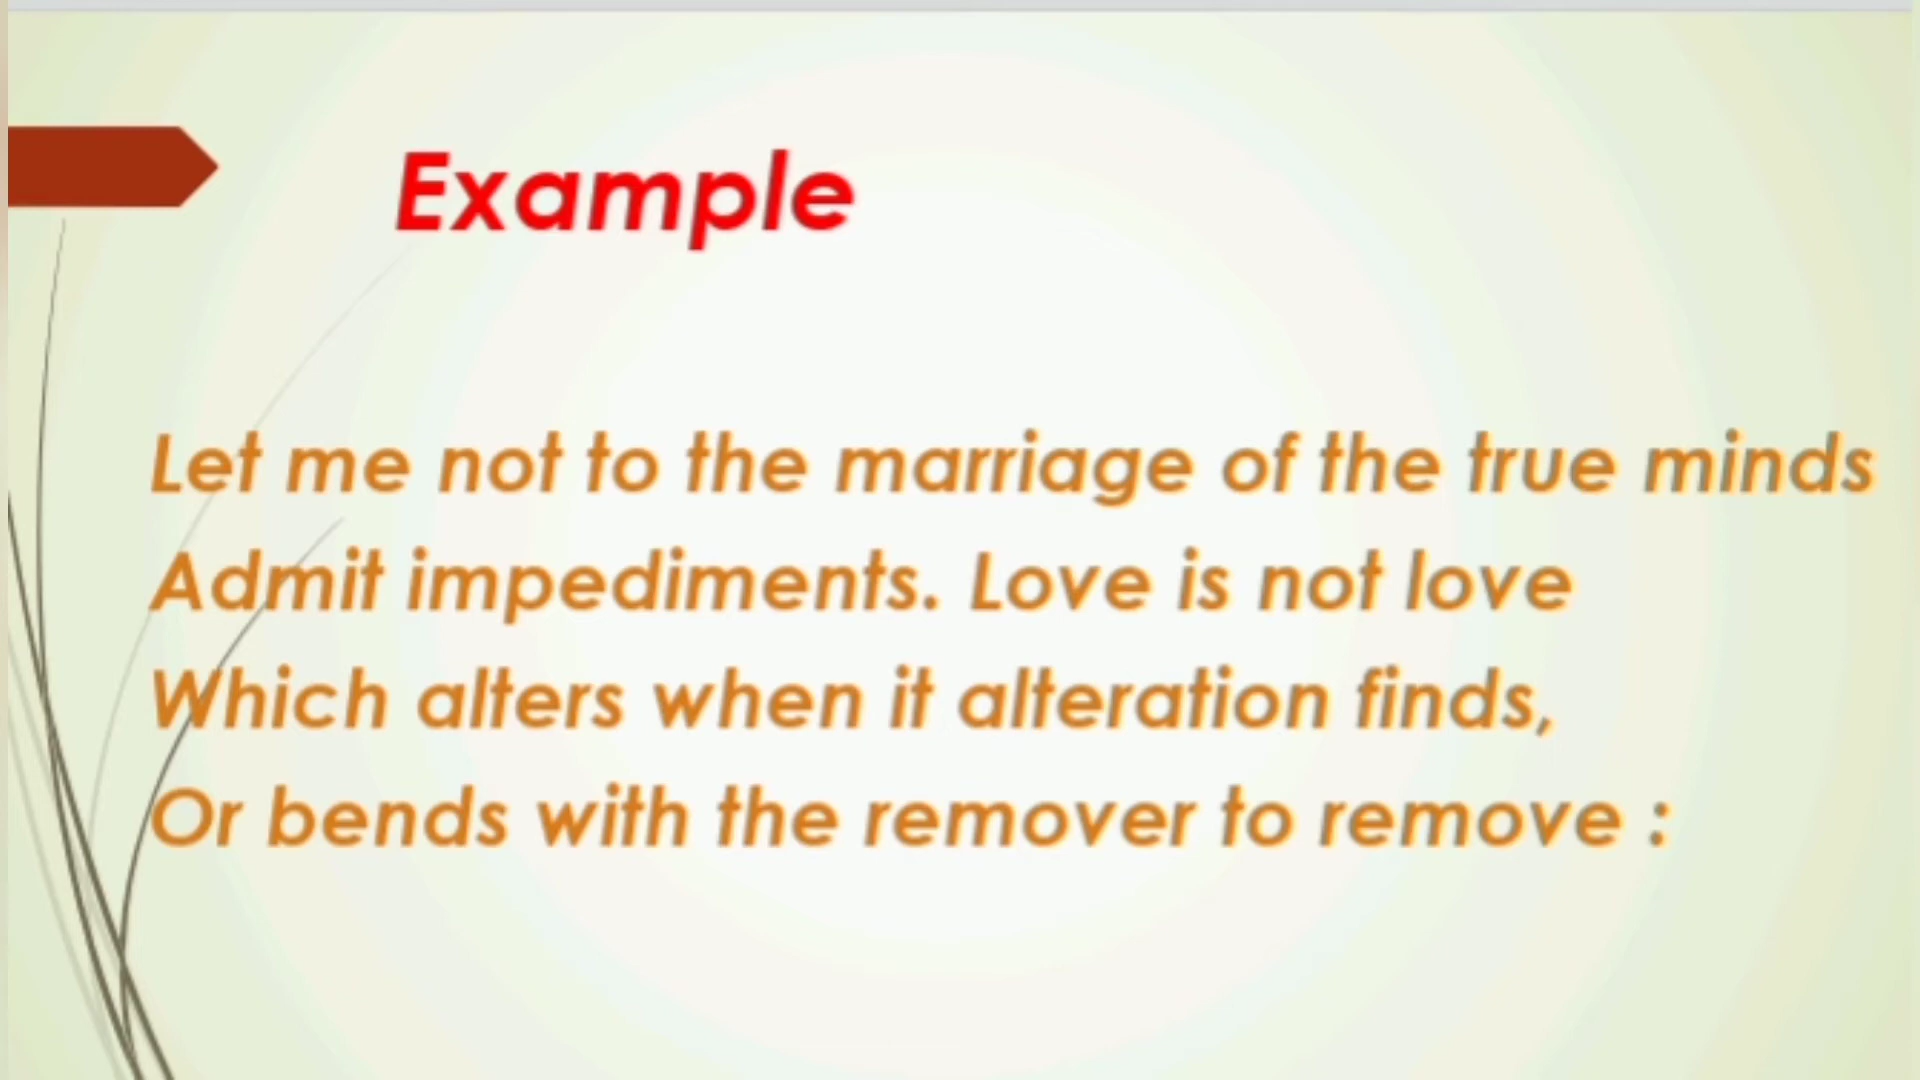 Example
Let me not to the marriage of the true minds
Admit impediments. Love is not love
Which alters when it alteration finds,
Or bends with the remover to remove :